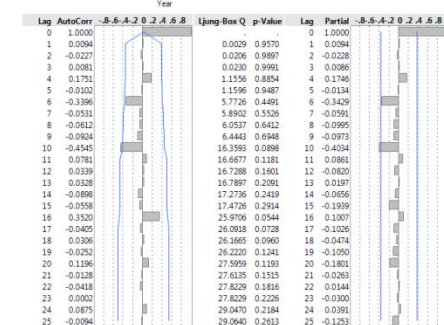 Year
Lag AutoCorr -.8-.6-.4-.2 0 .2 .4 .6 .8 Ljung-Box Q p-Value Lag Partial -.8-.6-.4-.2 0 .2 .4 .6 .8
0 1.0000 . . 0 1.0000
1 0.0094 0.0029 0.9570 1 0.0094
2 -0.0227 0.0206 0.9897 2 -0.0228
3 0.0081 0.0230 0.9991 3 0.0086
4 0.1751 1.1556 0.8854 4 0.1746
5 -0.0102 1.1596 0.9487 5 -0.0134
6 -0.3396 5.7726 0.4491 6 -0.3429
7 -0.0531 5.8902 0.5526 7 -0.0591
8 -0.0612 6.0537 0.6412 8 -0.0995
9 -0.0924 6.4443 0.6948 9 -0.0973
10 -0.4545 16.3593 0.0898 10 -0.4034
11 0.0781 16.6677 0.1181 11 0.0861
12 0.0339 16.7288 0.1601 12 -0.0820
13 0.0328 16.7897 0.2091 13 0.0197
14 -0.0898 17.2736 0.2419 14 -0.0656
15 -0.0558 17.4726 0.2914 15 -0.1939
16 0.3520 25.9706 0.0544 16 0.1007
17 -0.0405 26.0918 0.0728 17 -0.1026
18 0.0306 26.1665 0.0960 18 -0.0474
19 -0.0252 26.2220 0.1241 19 -0.1050
20 0.1196 27.5959 0.1193 20 -0.1801
21 -0.0128 27.6135 0.1515 21 -0.0263
22 -0.0418 27.8229 0.1816 22 0.0144
23 0.0002 27.8229 0.2226 23 -0.0300
24 0.0875 29.0470 0.2184 24 0.0391
25 -0.0094 29.0640 0.2613 25 -0.1253